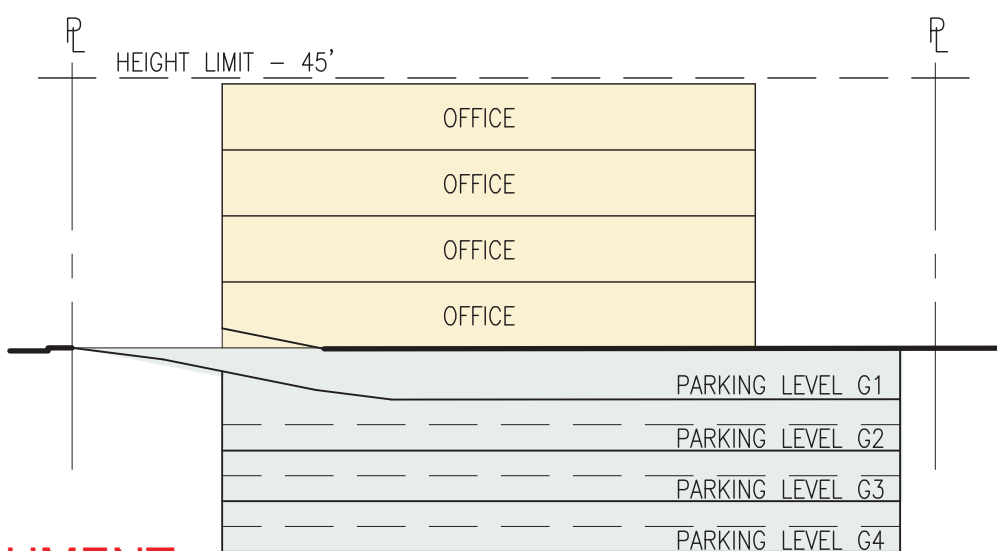 PL PL
HEIGHT LIMIT – 45'
OFFICE
OFFICE
OFFICE
OFFICE
PARKING LEVEL G1
PARKING LEVEL G2
PARKING LEVEL G3
PARKING LEVEL G4